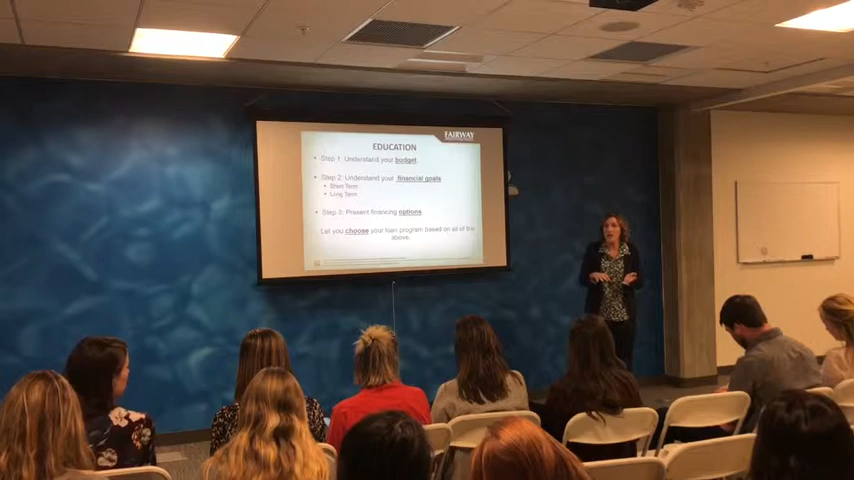 FAIRWAY
EDUCATION
• Step 1: Understand your budget.
• Step 2: Understand your financial goals
• Short Term
• Long Term
• Step 3: Present financing options
Let you choose your loan program based on all of the
above.